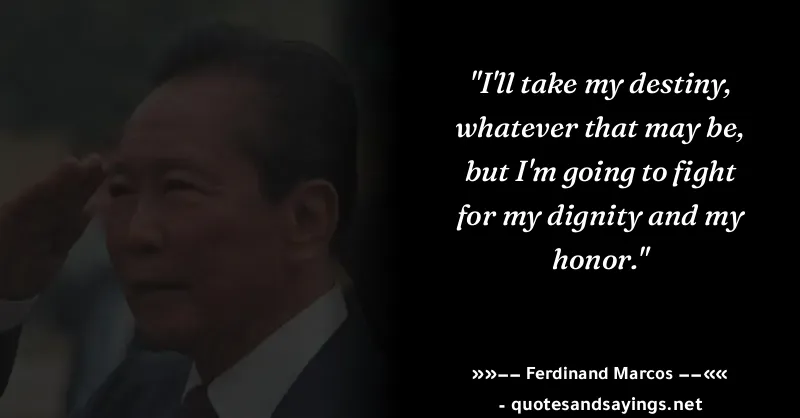 "I'll take my destiny,
whatever that may be,
but I'm going to fight
for my dignity and my
honor."
»»−− Ferdinand Marcos −−««
- quotesandsayings.net